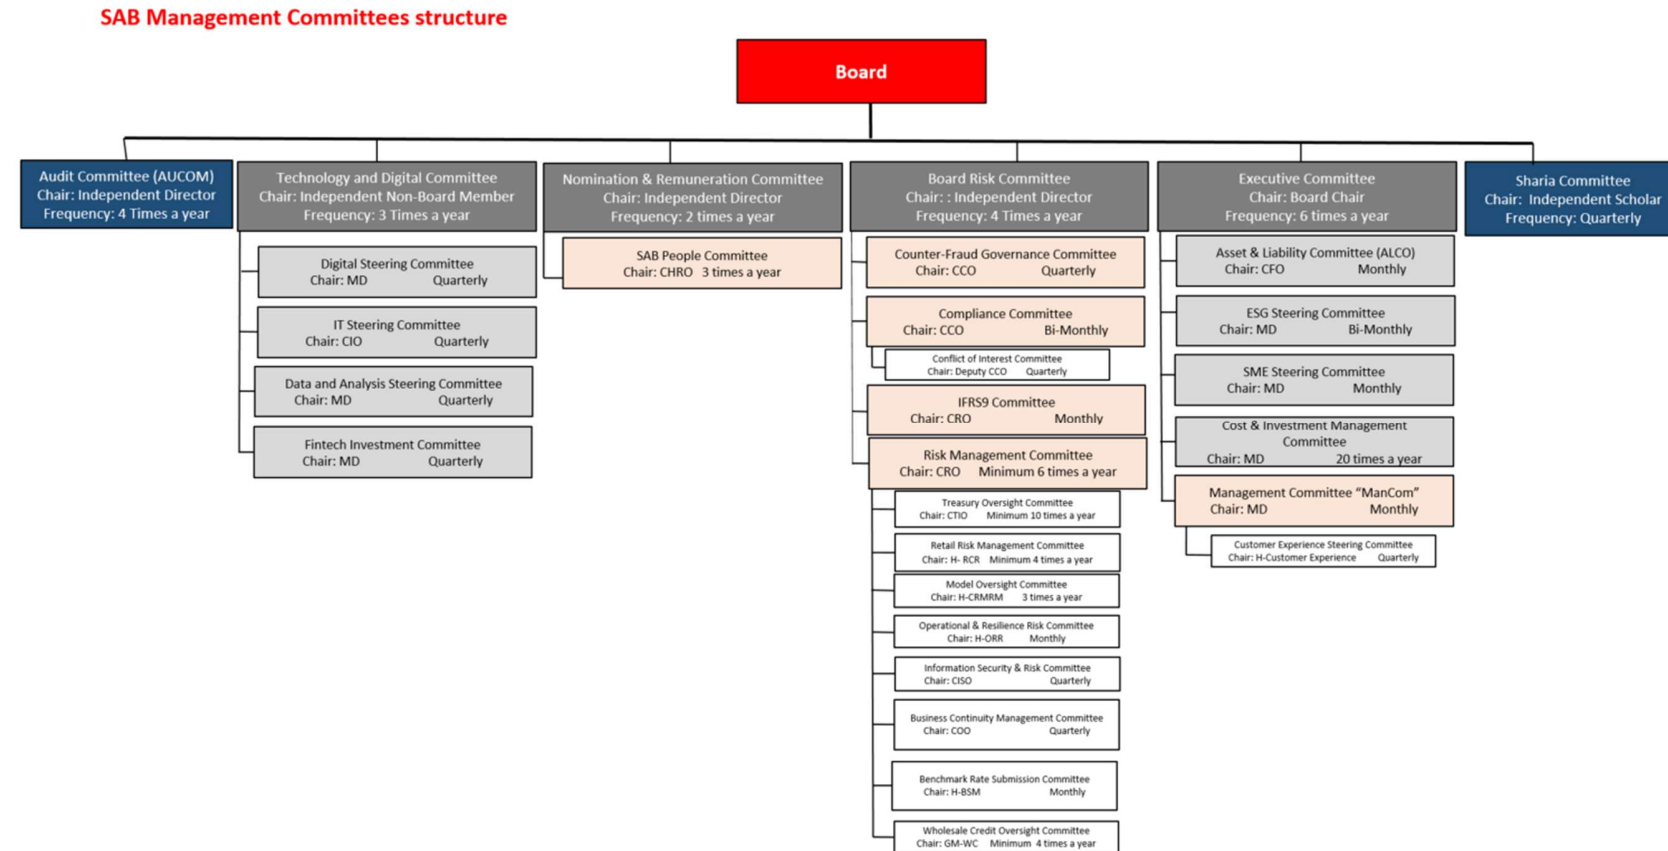 SAB Management Committees structure
Board
Audit Committee (AUCOM)
Chair: Independent Director
Frequency: 4 Times a year
Technology and Digital Committee
Chair: Independent Non-Board Member
Frequency: 3 Times a year
Nomination & Remuneration Committee
Chair: Independent Director
Frequency: 2 times a year
Board Risk Committee
Chair: : Independent Director
Frequency: 4 Times a year
Executive Committee
Chair: Board Chair
Frequency: 6 times a year
Sharia Committee
Chair: Independent Scholar
Frequency: Quarterly
Digital Steering Committee
Chair: MD Quarterly
IT Steering Committee
Chair: CIO Quarterly
Data and Analysis Steering Committee
Chair: MD Quarterly
Fintech Investment Committee
Chair: MD Quarterly
SAB People Committee
Chair: CHRO 3 times a year
Counter-Fraud Governance Committee
Chair: CCO Quarterly
Compliance Committee
Chair: CCO Bi-Monthly
Conflict of Interest Committee
Chair: Deputy CCO Quarterly
IFRS9 Committee
Chair: CRO Monthly
Risk Management Committee
Chair: CRO Minimum 6 times a year
Treasury Oversight Committee
Chair: CTIO Minimum 10 times a year
Retail Risk Management Committee
Chair: H- RCR Minimum 4 times a year
Model Oversight Committee
Chair: H-CRMRM 3 times a year
Operational & Resilience Risk Committee
Chair: H-ORR Monthly
Information Security & Risk Committee
Chair: CISO Quarterly
Business Continuity Management Committee
Chair: COO Quarterly
Benchmark Rate Submission Committee
Chair: H-BSM Monthly
Wholesale Credit Oversight Committee
Chair: GM-WC Minimum 4 times a year
Asset & Liability Committee (ALCO)
Chair: CFO Monthly
ESG Steering Committee
Chair: MD Bi-Monthly
SME Steering Committee
Chair: MD Monthly
Cost & Investment Management
Committee
Chair: MD 20 times a year
Management Committee “ManCom”
Chair: MD Monthly
Customer Experience Steering Committee
Chair: H-Customer Experience Quarterly